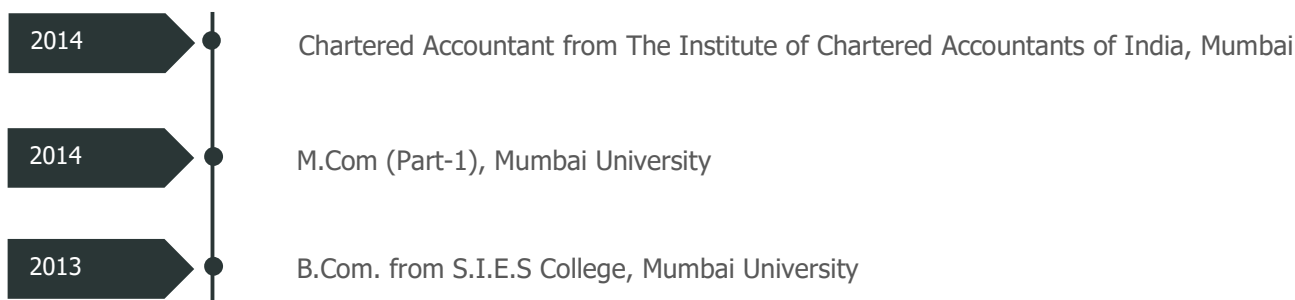 2014 Chartered Accountant from The Institute of Chartered Accountants of India, Mumbai
2014 M.Com (Part-1), Mumbai University
2013 B.Com. from S.I.E.S College, Mumbai University